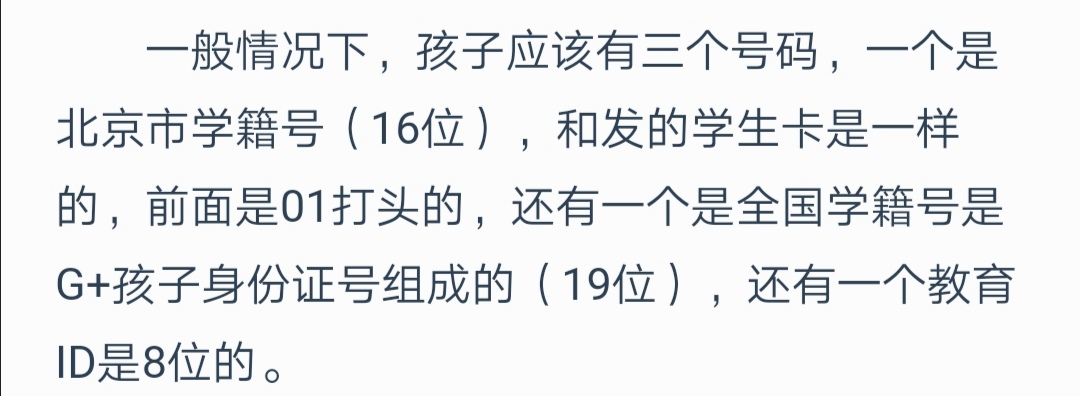 一般情况下，孩子应该有三个号码，一个是
北京市学籍号（16位），和发的学生卡是一样
的，前面是01打头的，还有一个是全国学籍号是
G+孩子身份证号组成的（19位），还有一个教育
ID是8位的。